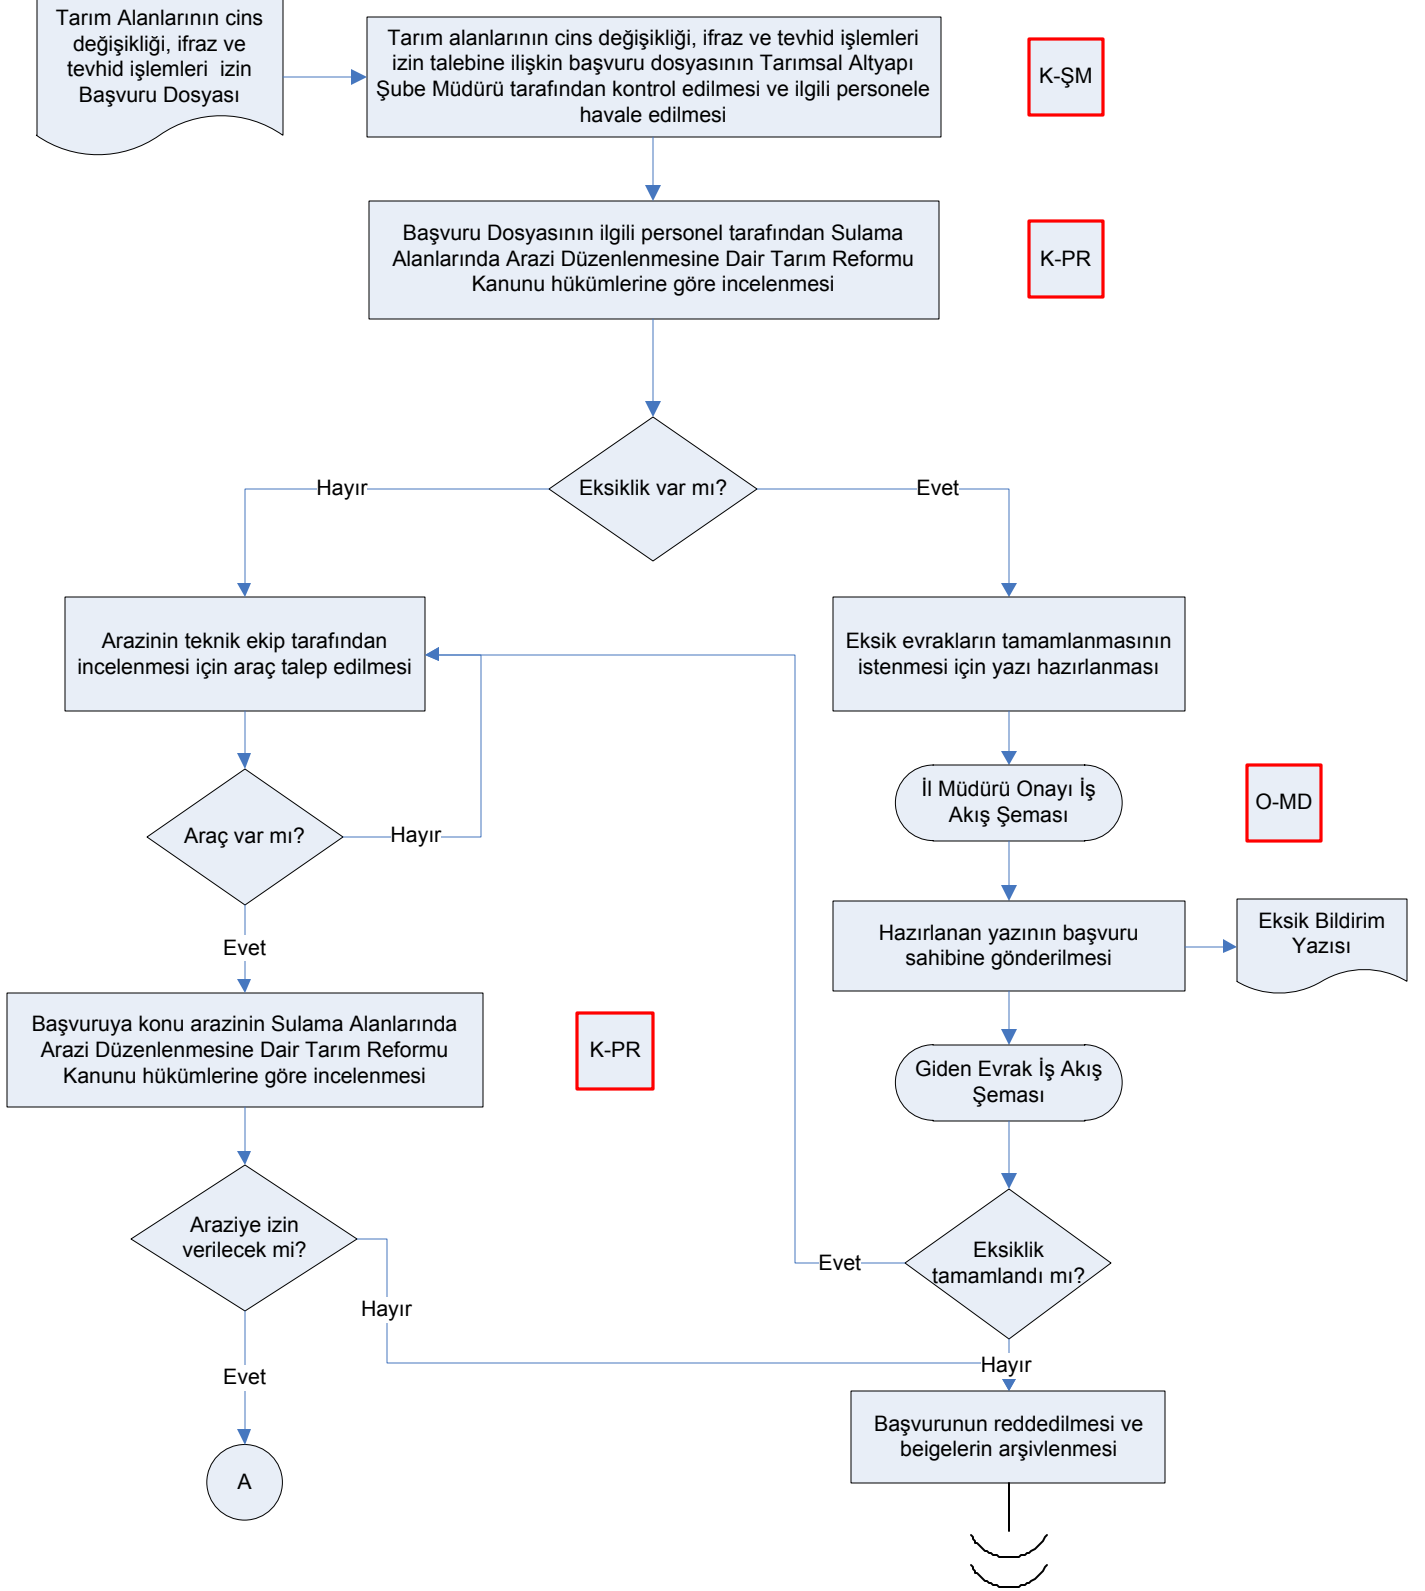 Tarım Alanlarının cins
değişikliği, ifraz ve
tevhid işlemleri  izin
Başvuru Dosyası
Tarım alanlarının cins değişikliği, ifraz ve tevhid işlemleri
izin talebine ilişkin başvuru dosyasının Tarımsal Altyapı
Şube Müdürü tarafından kontrol edilmesi ve ilgili personele
havale edilmesi
K-ŞM
Başvuru Dosyasının ilgili personel tarafından Sulama
Alanlarında Arazi Düzenlenmesine Dair Tarım Reformu
Kanunu hükümlerine göre incelenmesi
K-PR
Eksiklik var mı?
Hayır
Evet
Arazinin teknik ekip tarafından
incelenmesi için araç talep edilmesi
Eksik evrakların tamamlanmasının
istenmesi için yazı hazırlanması
Araç var mı?
Hayır
İl Müdürü Onayı İş
Akış Şeması
O-MD
Evet
Hazırlanan yazının başvuru
sahibine gönderilmesi
Eksik Bildirim
Yazısı
Başvuruya konu arazinin Sulama Alanlarında
Arazi Düzenlenmesine Dair Tarım Reformu
Kanunu hükümlerine göre incelenmesi
K-PR
Giden Evrak İş Akış
Şeması
Araziye izin
verilecek mi?
Eksiklik
tamamlandı mı?
Evet
Hayır
Hayır
Evet
Başvurunun reddedilmesi ve
beigelerin arşivlenmesi
A